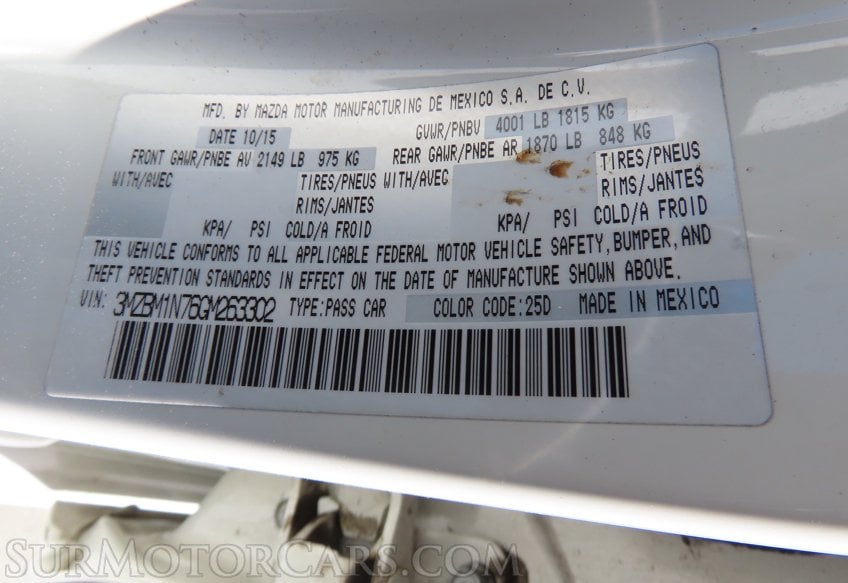 MFD. BY MAZDA MOTOR MANUFACTURING DE MEXICO S.A. DE C.V.
DATE 10/15 GVWR/PNBV 4001 LB 1815 KG
FRONT GAWR/PNBE AV 2149 LB 975 KG REAR GAWR/PNBE AR 1870 LB 848 KG
WITH/AVEC TIRES/PNEUS WITH/AVEC TIRES/PNEUS
RIMS/JANTES RIMS/JANTES
KPA/ PSI COLD/A FROID KPA/ PSI COLD/A FROID
THIS VEHICLE CONFORMS TO ALL APPLICABLE FEDERAL MOTOR VEHICLE SAFETY, BUMPER, AND
THEFT PREVENTION STANDARDS IN EFFECT ON THE DATE OF MANUFACTURE SHOWN ABOVE.
VIN: 3MZBM1N76GM263302 TYPE:PASS CAR COLOR CODE:25D MADE IN MEXICO
SURMOTORCARS.COM